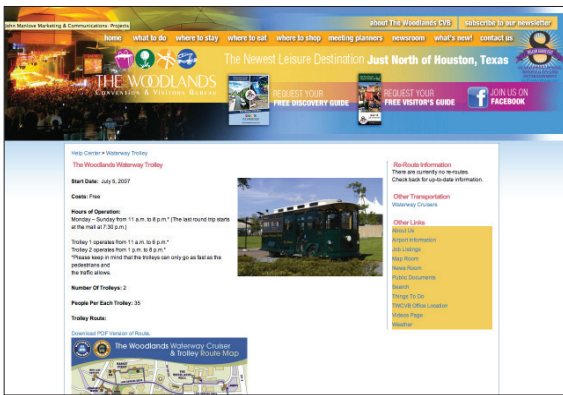 John Mantove Marketing & Communications: Projects
about The Woodlands CVB
subscribe to our newsletter
home what to do where to stay where to eat where to shop meeting planners newsroom what's new! contact us
The Newest Leisure Destination Just North of Houston, Texas
THE WOODLANDS
CONVENTION & VISITORS BUREAU
REQUEST YOUR
FREE DISCOVERY GUIDE
REQUEST YOUR
FREE VISITOR'S GUIDE
JOIN US ON
FACEBOOK
Help Center » Waterway Trolley
The Woodlands Waterway Trolley
Start Date: July 5, 2007
Costs: Free
Hours of Operation:
Monday – Sunday from 11 a.m. to 8 p.m.* (The last round trip starts
at the mall at 7:30 p.m.)
Trolley 1 operates from 11 a.m. to 6 p.m.*
Trolley 2 operates from 1 p.m. to 8 p.m.*
*Please keep in mind that the trolleys can only go as fast as the
pedestrians and
the traffic allows.
Number Of Trolleys: 2
People Per Each Trolley: 35
Trolley Route:
Download PDF Version of Route.
The Woodlands Waterway Cruiser
& Trolley Route Map
Re-Route Information
There are currently no re-routes.
Check back for up-to-date information.
Other Transportation
Waterway Cruisers
Other Links
About Us
Airport Information
Job Listings
Map Room
News Room
Public Documents
Search
Things To Do
TWCVB Office Location
Videos Page
Weather